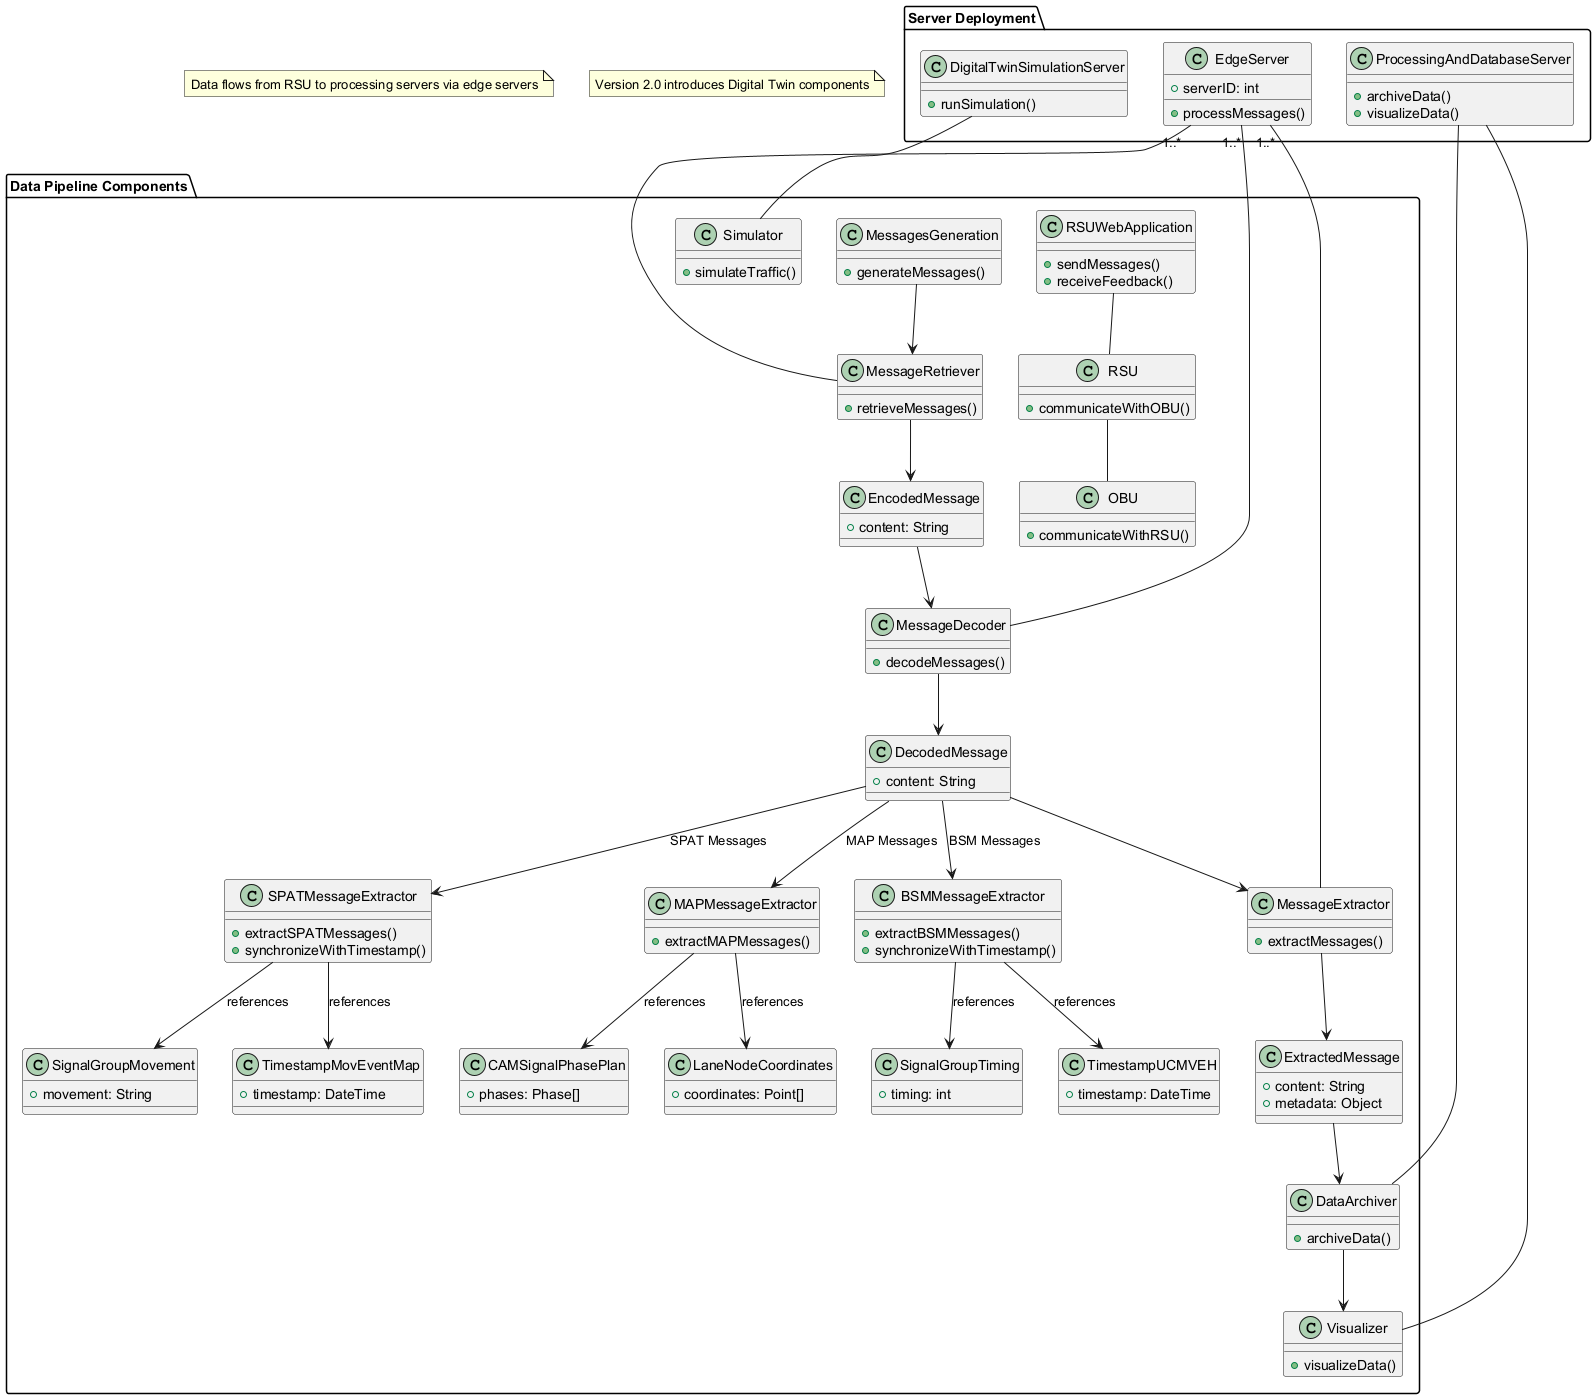 Server Deployment
C DigitalTwinSimulationServer
runSimulation()
C EdgeServer
serverID: int
processMessages()
C ProcessingAndDatabaseServer
archiveData()
visualizeData()
Data flows from RSU to processing servers via edge servers
Version 2.0 introduces Digital Twin components
1..*
1..*
1..*
Data Pipeline Components
C Simulator
simulateTraffic()
C MessagesGeneration
generateMessages()
C RSUWebApplication
sendMessages()
receiveFeedback()
C MessageRetriever
retrieveMessages()
C RSU
communicateWithOBU()
C EncodedMessage
content: String
C OBU
communicateWithRSU()
C MessageDecoder
decodeMessages()
C DecodedMessage
content: String
SPAT Messages
MAP Messages
BSM Messages
C SPATMessageExtractor
extractSPATMessages()
synchronizeWithTimestamp()
C MAPMessageExtractor
extractMAPMessages()
C BSMMessageExtractor
extractBSMMessages()
synchronizeWithTimestamp()
C MessageExtractor
extractMessages()
references
references
references
references
references
references
C SignalGroupMovement
movement: String
C TimestampMovEventMap
timestamp: DateTime
C CAMSignalPhasePlan
phases: Phase[]
C LaneNodeCoordinates
coordinates: Point[]
C SignalGroupTiming
timing: int
C TimestampUCMVEH
timestamp: DateTime
C ExtractedMessage
content: String
metadata: Object
C DataArchiver
archiveData()
C Visualizer
visualizeData()